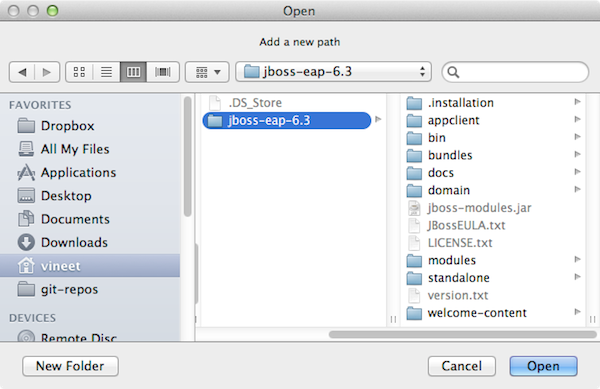 Open
Add a new path
jboss-eap-6.3
FAVORITES
Dropbox
All My Files
Applications
Desktop
Documents
Downloads
vineet
git-repos
DEVICES
Remote Disc
.DS_Store
jboss-eap-6.3
.installation
appclient
bin
bundles
docs
domain
jboss-modules.jar
JBossEULA.txt
LICENSE.txt
modules
standalone
version.txt
welcome-content
New Folder
Cancel
Open